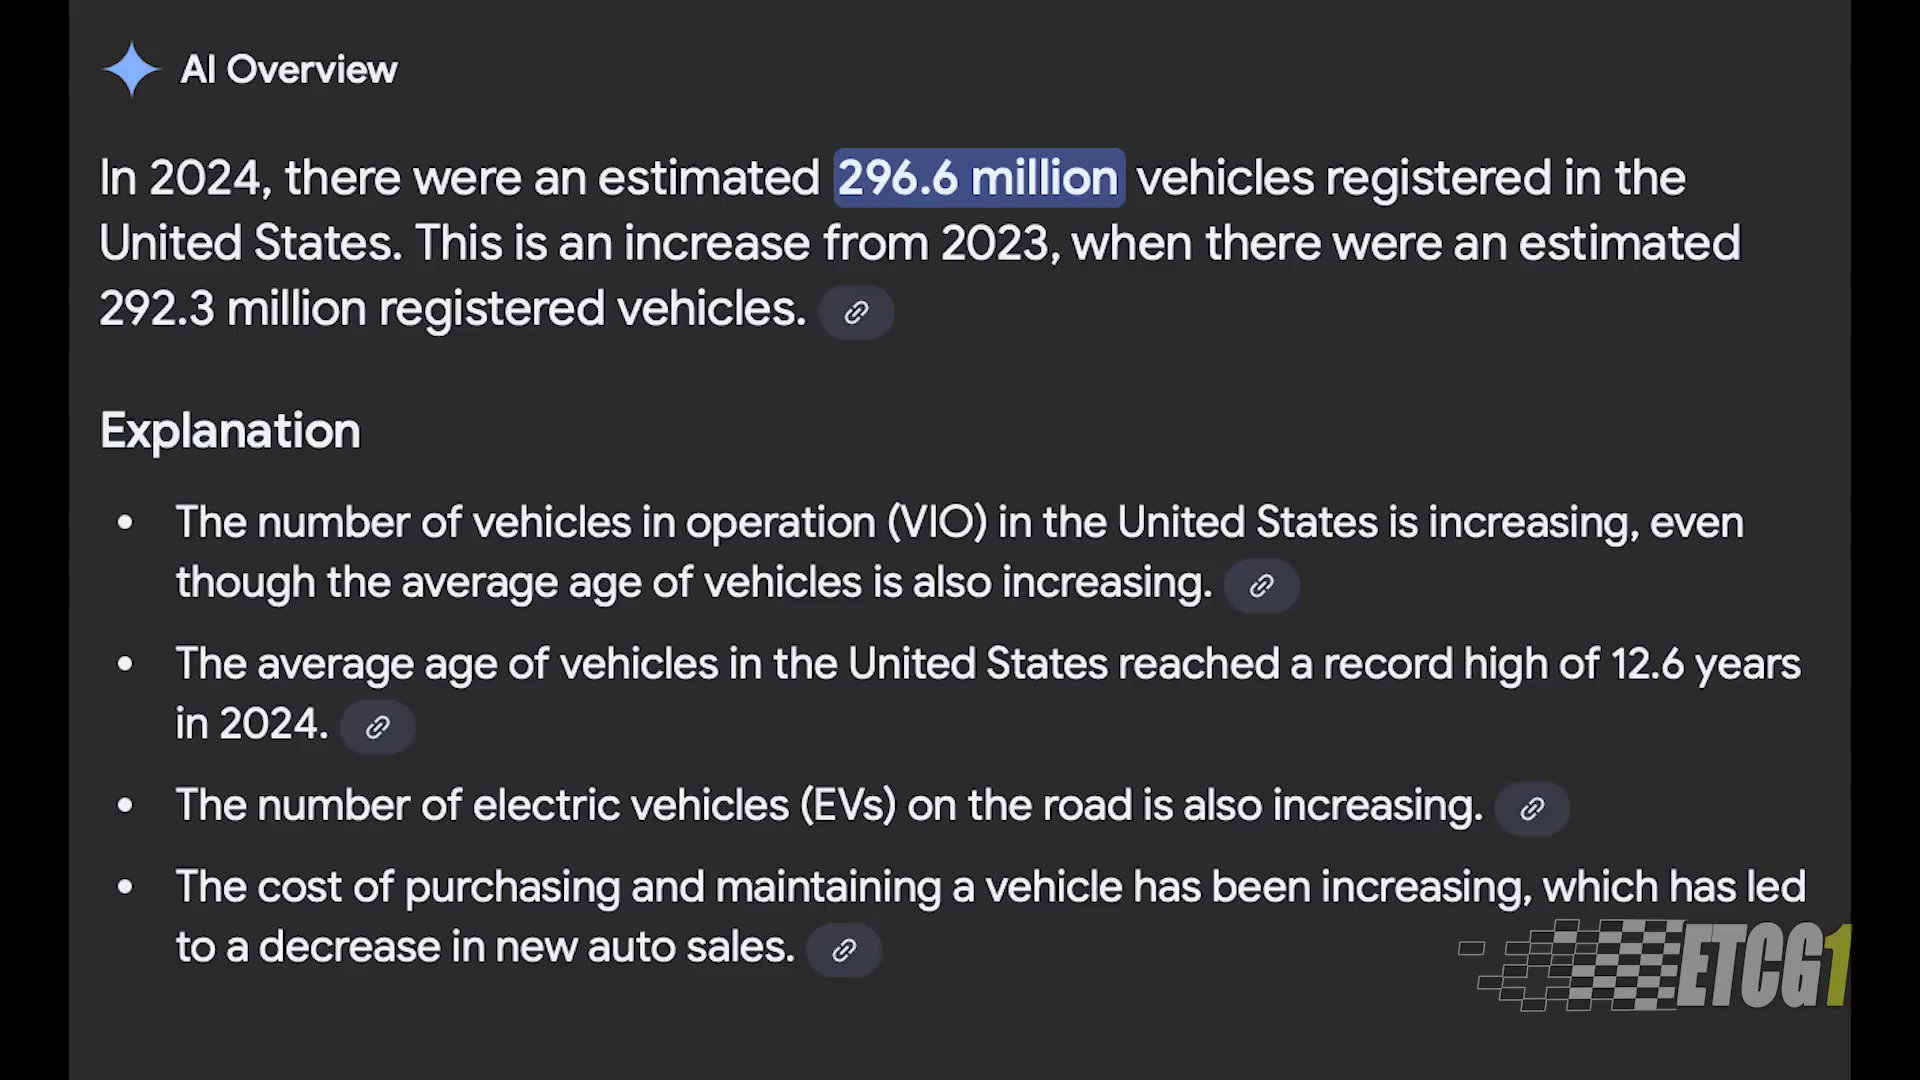 AI Overview
In 2024, there were an estimated 296.6 million vehicles registered in the
United States. This is an increase from 2023, when there were an estimated
292.3 million registered vehicles.
Explanation
• The number of vehicles in operation (VIO) in the United States is increasing, even
though the average age of vehicles is also increasing.
• The average age of vehicles in the United States reached a record high of 12.6 years
in 2024.
• The number of electric vehicles (EVs) on the road is also increasing.
• The cost of purchasing and maintaining a vehicle has been increasing, which has led
to a decrease in new auto sales.
ETCG1